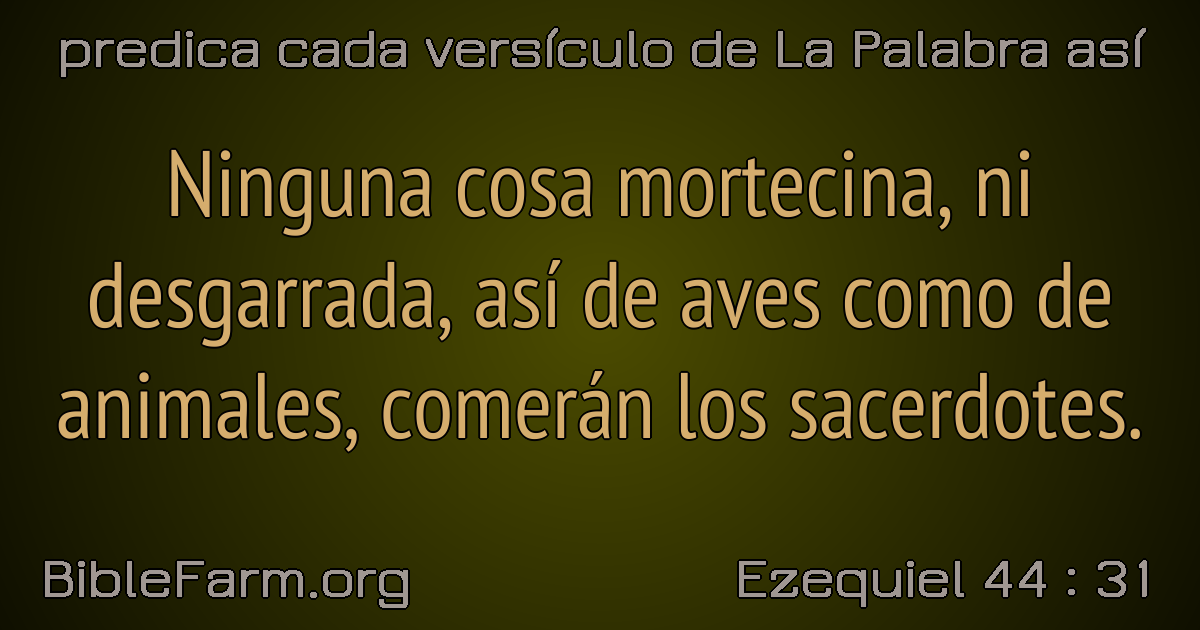 predica cada versículo de La Palabra así
Ninguna cosa mortecina, ni
desgarrada, así de aves como de
animales, comerán los sacerdotes.
BibleFarm.org
Ezequiel 44 : 31